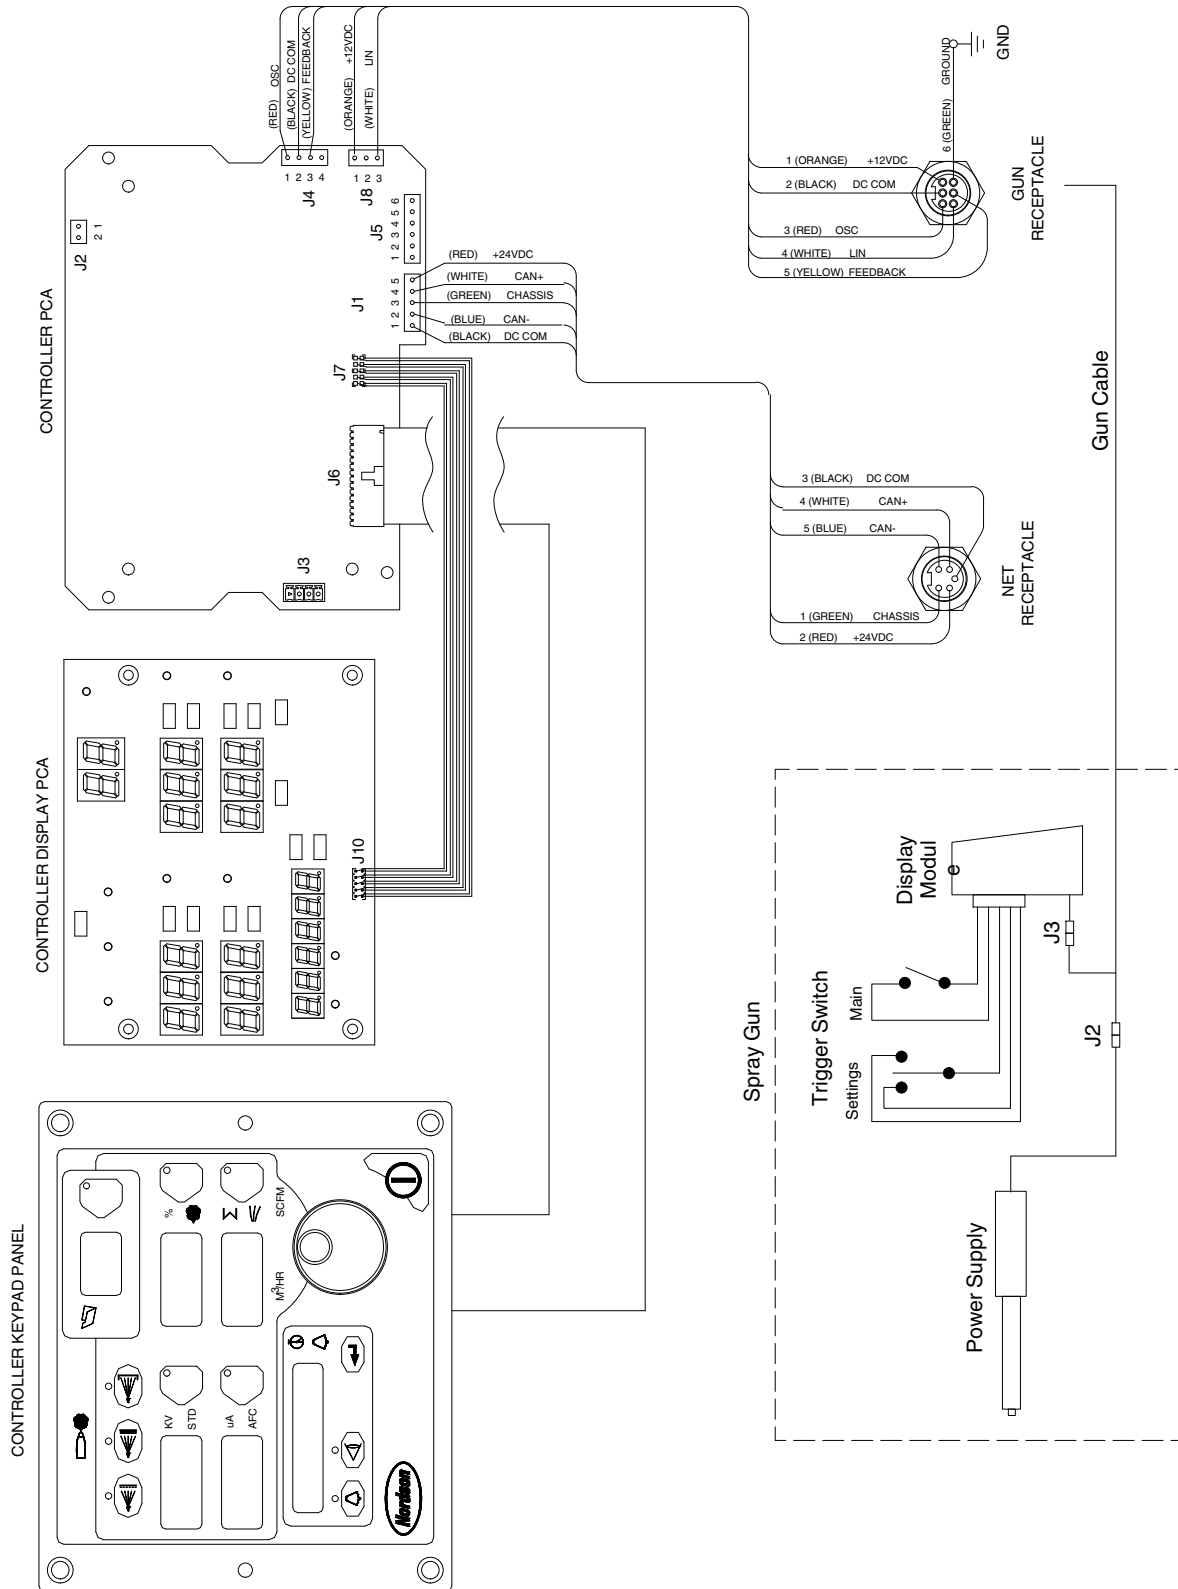 CONTROLLER PCA
J2
2 1
(RED) OSC
(BLACK) DC COM
(YELLOW) FEEDBACK
(ORANGE) +12VDC
(WHITE) LIN
1 2 3 4
J4
1 2 3
J8
1 2 3 4 5 6
J5
1 2 3 4 5
J1
(RED) +24VDC
(WHITE) CAN+
(GREEN) CHASSIS
(BLUE) CAN-
(BLACK) DC COM
J7
J6
J3
1 (ORANGE) +12VDC
2 (BLACK) DC COM
3 (RED) OSC
4 (WHITE) LIN
5 (YELLOW) FEEDBACK
6 (GREEN) GROUND
GND
GUN
RECEPTACLE
Gun Cable
3 (BLACK) DC COM
4 (WHITE) CAN+
5 (BLUE) CAN-
1 (GREEN) CHASSIS
2 (RED) +24VDC
NET
RECEPTACLE
CONTROLLER DISPLAY PCA
J10
CONTROLLER KEYPAD PANEL
%
SCFM
M3/HR
KV
STD
uA
AFC
Nordson
Spray Gun
Trigger Switch
Main
Settings
Display
Modul
e
J3
J2
Power Supply